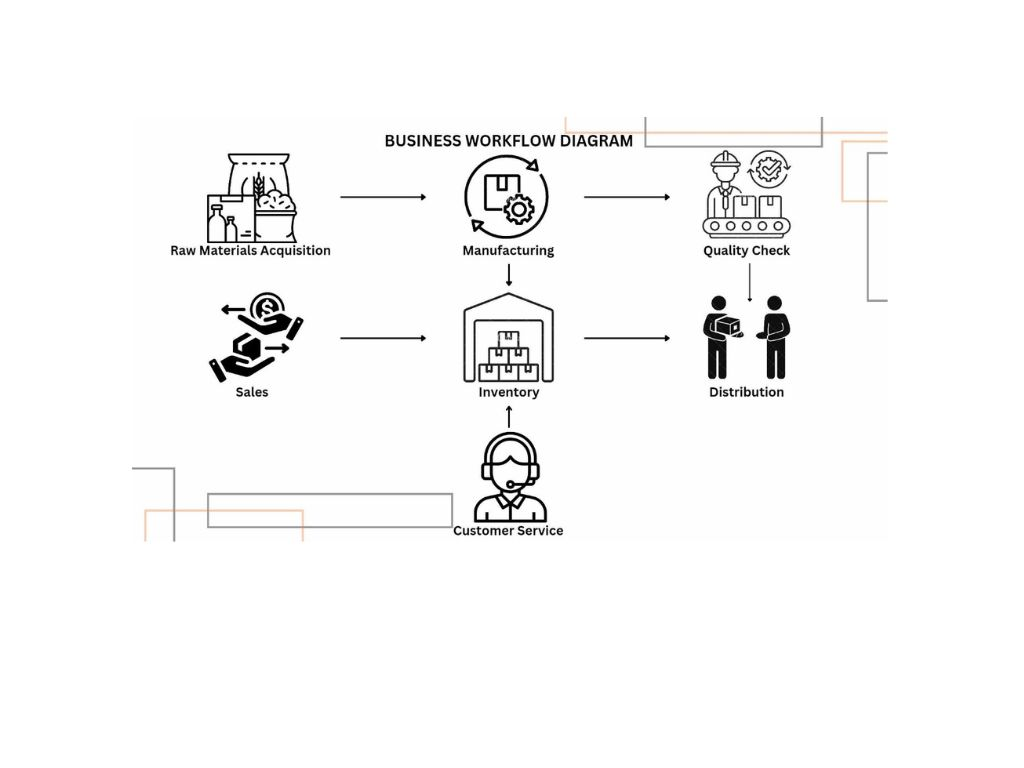 BUSINESS WORKFLOW DIAGRAM
Raw Materials Acquisition
Manufacturing
Quality Check
Sales
Inventory
Distribution
Customer Service